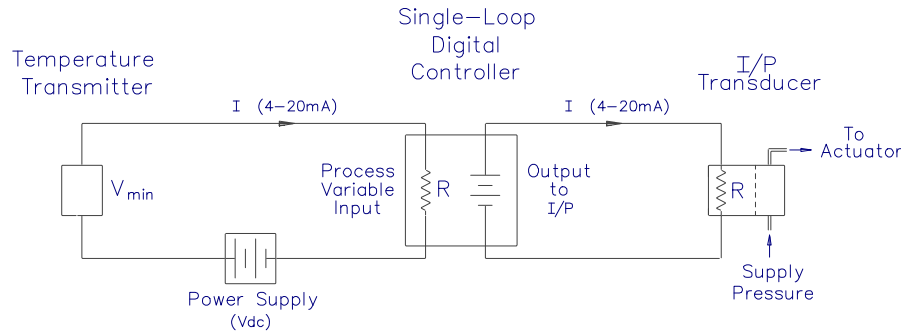 Single-Loop
Digital
Controller
Temperature
Transmitter
I/P
Transducer
I (4-20mA)
I (4-20mA)
To
Actuator
Process
Variable
Input
R
Output
to
I/P
Vmin
R
Power Supply
(Vdc)
Supply
Pressure